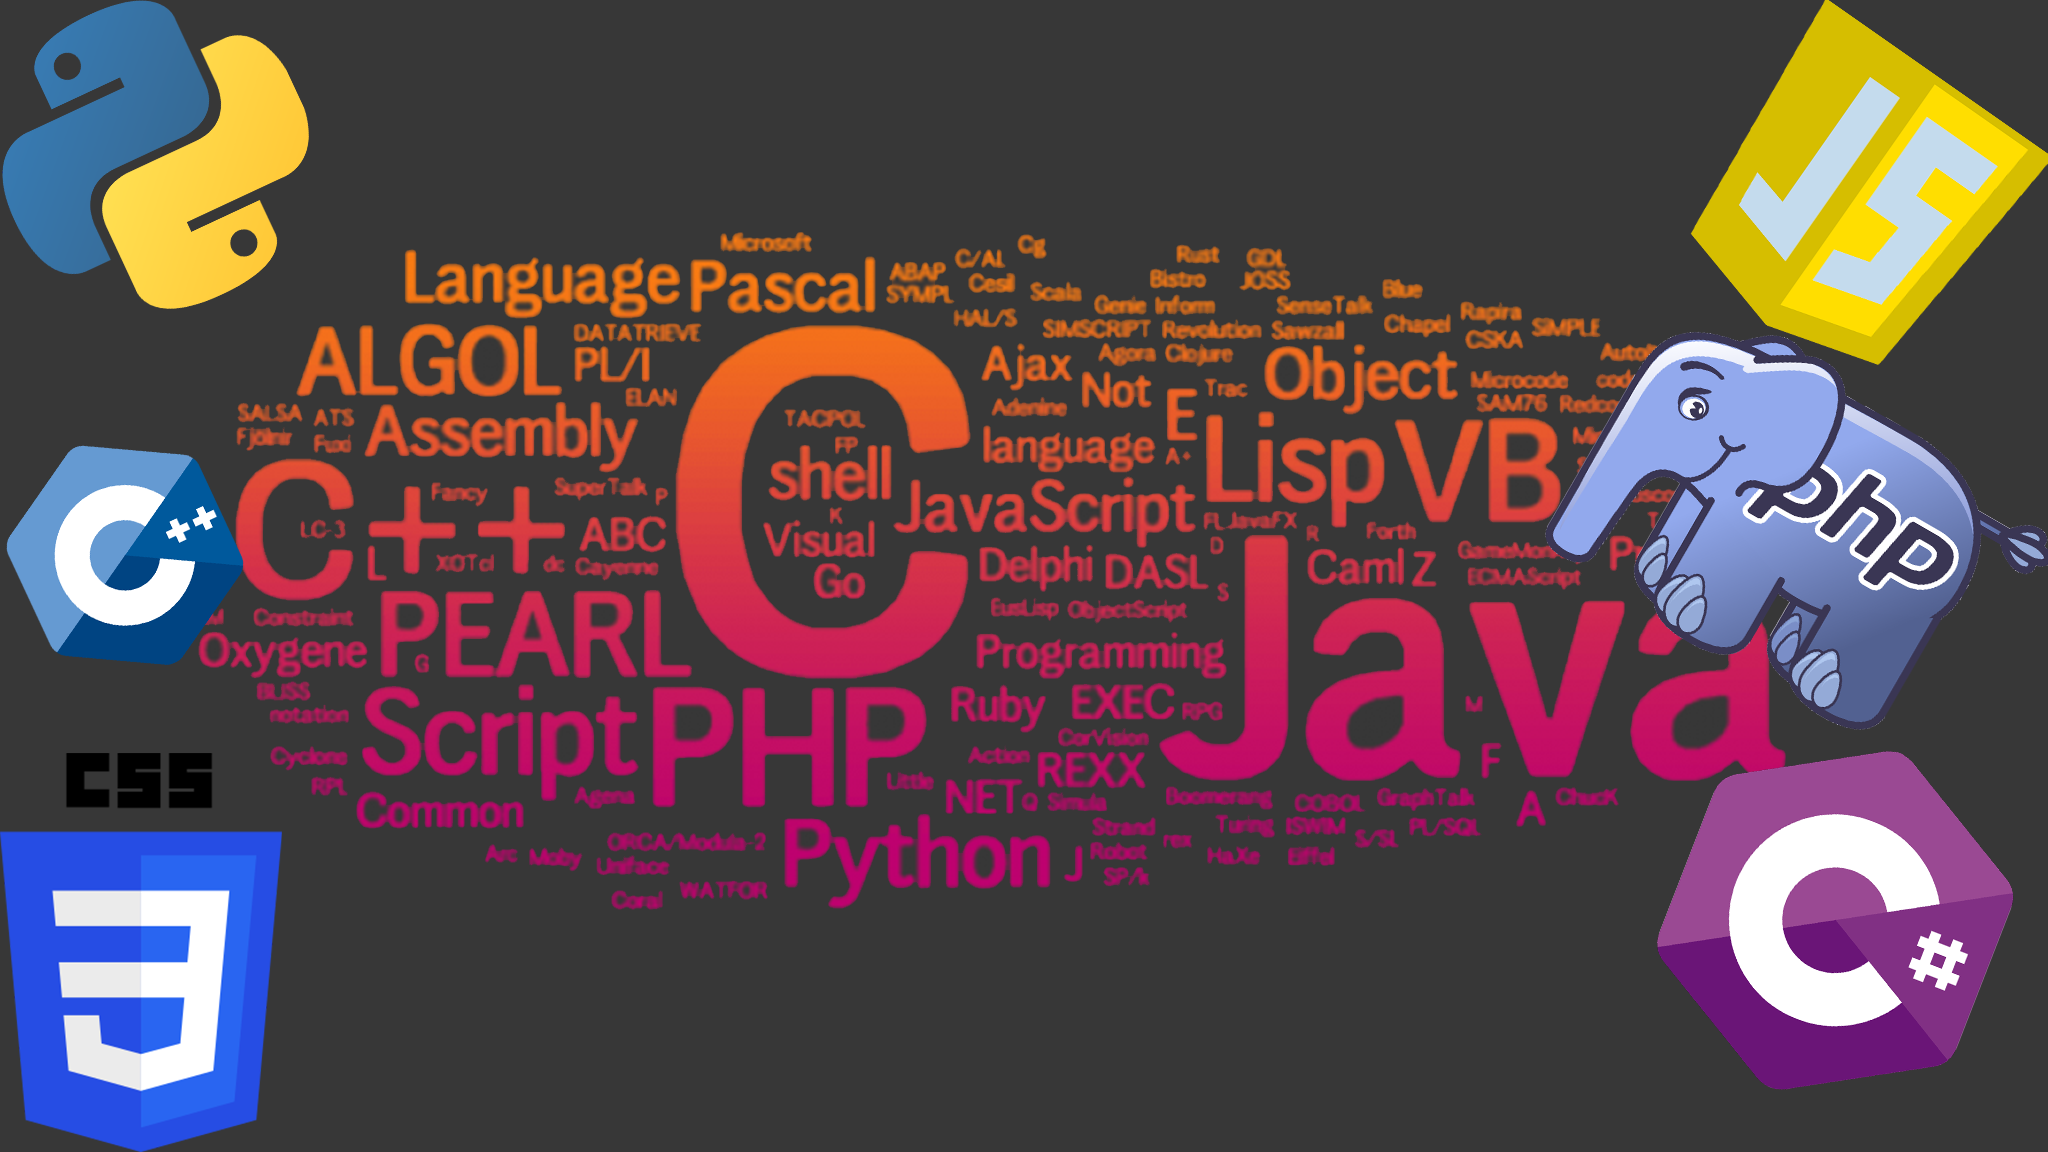 JS
Microsoft
Cg
Language
Pascal
ABAP
C/AL
Rust
GDL
SYMPL
Cesil
Scala
Bistro
JOSS
Blue
HAL/S
Genie
Inform
SenseTalk
Rapira
ALGOL
DATATRIEVE
SIMSCRIPT
Revolution
Sawzall
Chapel
CSKA
SiMPLE
PL/I
C
Ajax
Agora
Clojure
Object
ELAN
Not
E
Trac
Microcode
SAM76
SALSA
ATS
Assembly
TACPOL
Adenine
Fjölnir
FP
language
A+
Lisp
VB
shell
C++
Fancy
SuperTalk
P
K
JavaScript
FL
JavaFX
R
Forth
php
LC-3
ABC
Visual
D
C
++
L
XOTcl
dc
Cayenne
Go
Delphi
DASL
S
Caml
Z
ECMAScript
Constraint
PEARL
EusLisp
ObjectScript
Java
Oxygene
G
Programming
BLISS
notation
Script
PHP
Ruby
EXEC
RPG
M
CorVision
Cyclone
Action
REXX
F
CSS
RPL
Agena
Little
NET
Q
Simula
Boomerang
COBOL
GraphTalk
A
ChucK
Common
Python
Strand
rex
Turing
ISWIM
S/SL
PL/SQL
ORCA/Modula-2
Arc
Moby
Uniface
J
Robot
HaXe
Eiffel
SP/k
Coral
WATFOR
3
C
#